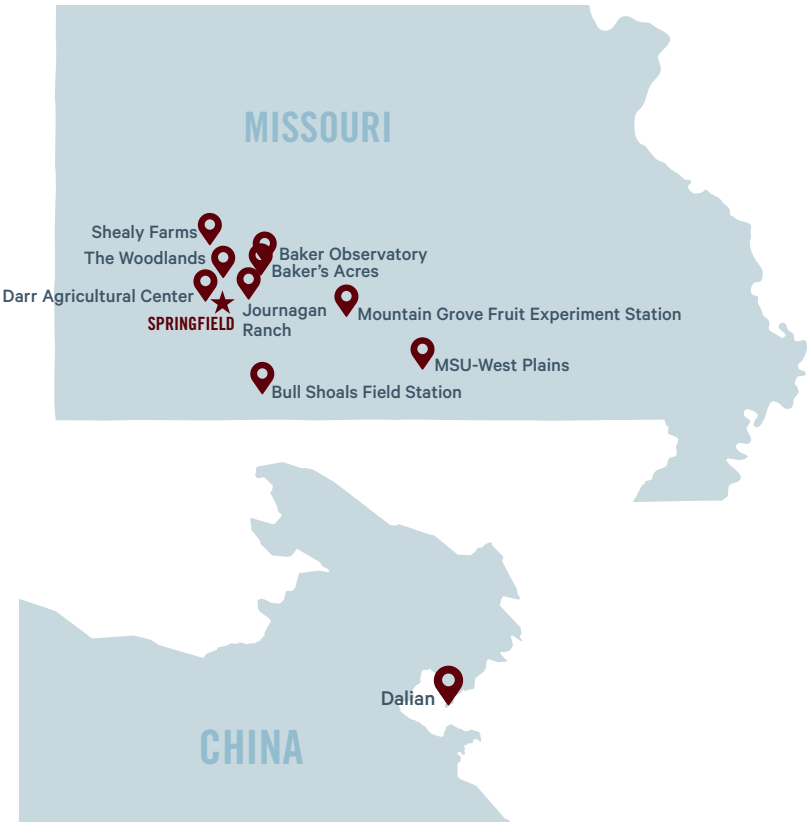 MISSOURI
Shealy Farms
The Woodlands
Baker Observatory
Baker’s Acres
Darr Agricultural Center
SPRINGFIELD
Journagan
Ranch
Mountain Grove Fruit Experiment Station
MSU-West Plains
Bull Shoals Field Station
Dalian
CHINA